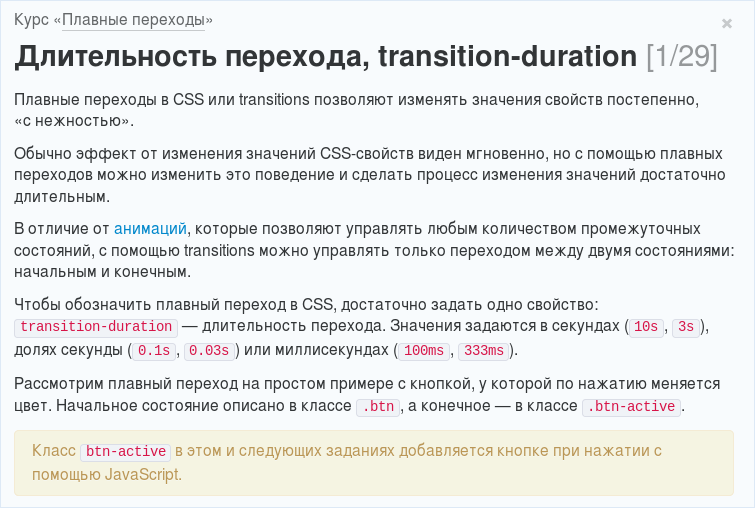 Курс «Плавные переходы»
×
Длительность перехода, transition-duration [1/29]
Плавные переходы в CSS или transitions позволяют изменять значения свойств постепенно,
«с нежностью».
Обычно эффект от изменения значений CSS-свойств виден мгновенно, но с помощью плавных
переходов можно изменить это поведение и сделать процесс изменения значений достаточно
длительным.
В отличие от анимаций, которые позволяют управлять любым количеством промежуточных
состояний, с помощью transitions можно управлять только переходом между двумя состояниями:
начальным и конечным.
Чтобы обозначить плавный переход в CSS, достаточно задать одно свойство:
transition-duration — длительность перехода. Значения задаются в секундах (10s, 3s),
долях секунды (0.1s, 0.03s) или миллисекундах (100ms, 333ms).
Рассмотрим плавный переход на простом примере с кнопкой, у которой по нажатию меняется
цвет. Начальное состояние описано в классе .btn, а конечное — в классе .btn-active.
Класс btn-active в этом и следующих заданиях добавляется кнопке при нажатии с
помощью JavaScript.